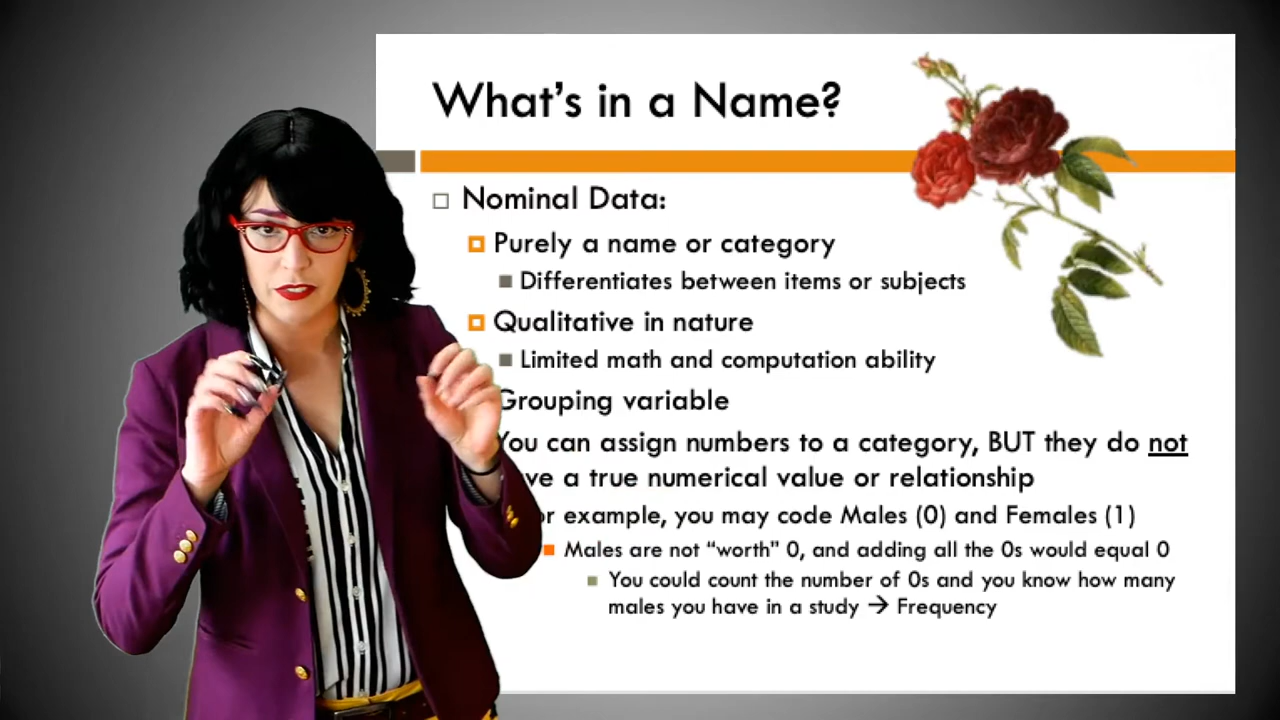 What's in a Name?
Nominal Data:
Purely a name or category
Differentiates between items or subjects
Qualitative in nature
Limited math and computation ability
Grouping variable
You can assign numbers to a category, BUT they do not
a true numerical value or relationship
example, you may code Males (0) and Females (1)
Males are not “worth” 0, and adding all the 0s would equal 0
You could count the number of 0s and you know how many
males you have in a study → Frequency